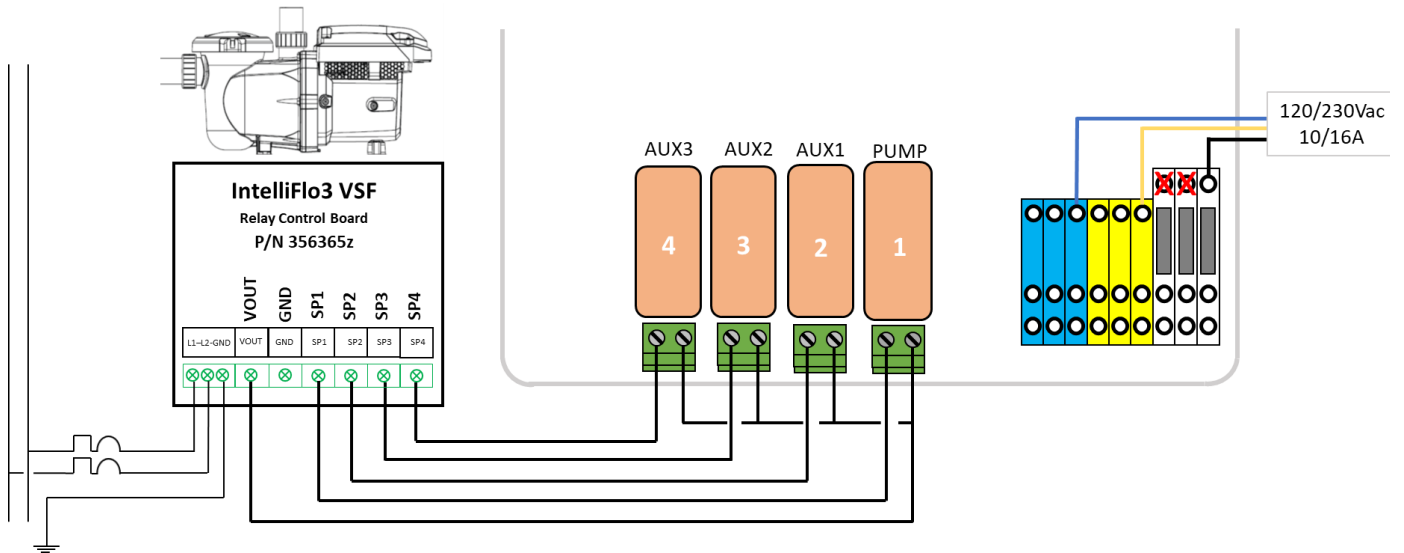 IntelliFlo3 VSF
Relay Control Board
P/N 356365z
VOUT
GND
SP1
SP2
SP3
SP4
L1–L2-GND
VOUT
GND
SP1
SP2
SP3
SP4
AUX3
AUX2
AUX1
PUMP
4
3
2
1
120/230Vac
10/16A